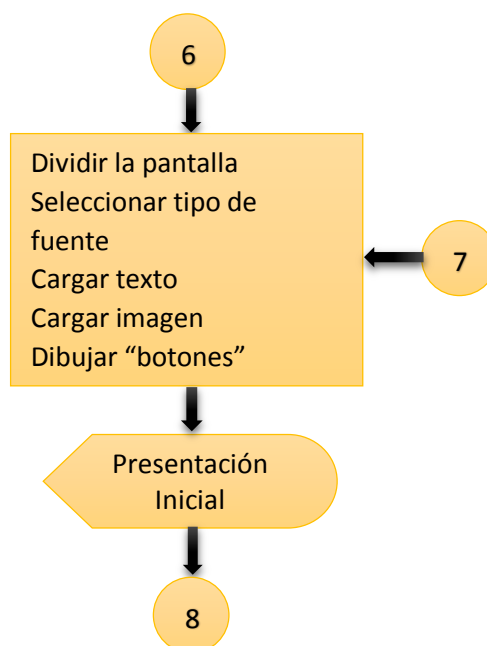 6
Dividir la pantalla
Seleccionar tipo de
fuente
Cargar texto
Cargar imagen
Dibujar “botones”
7
Presentación
Inicial
8